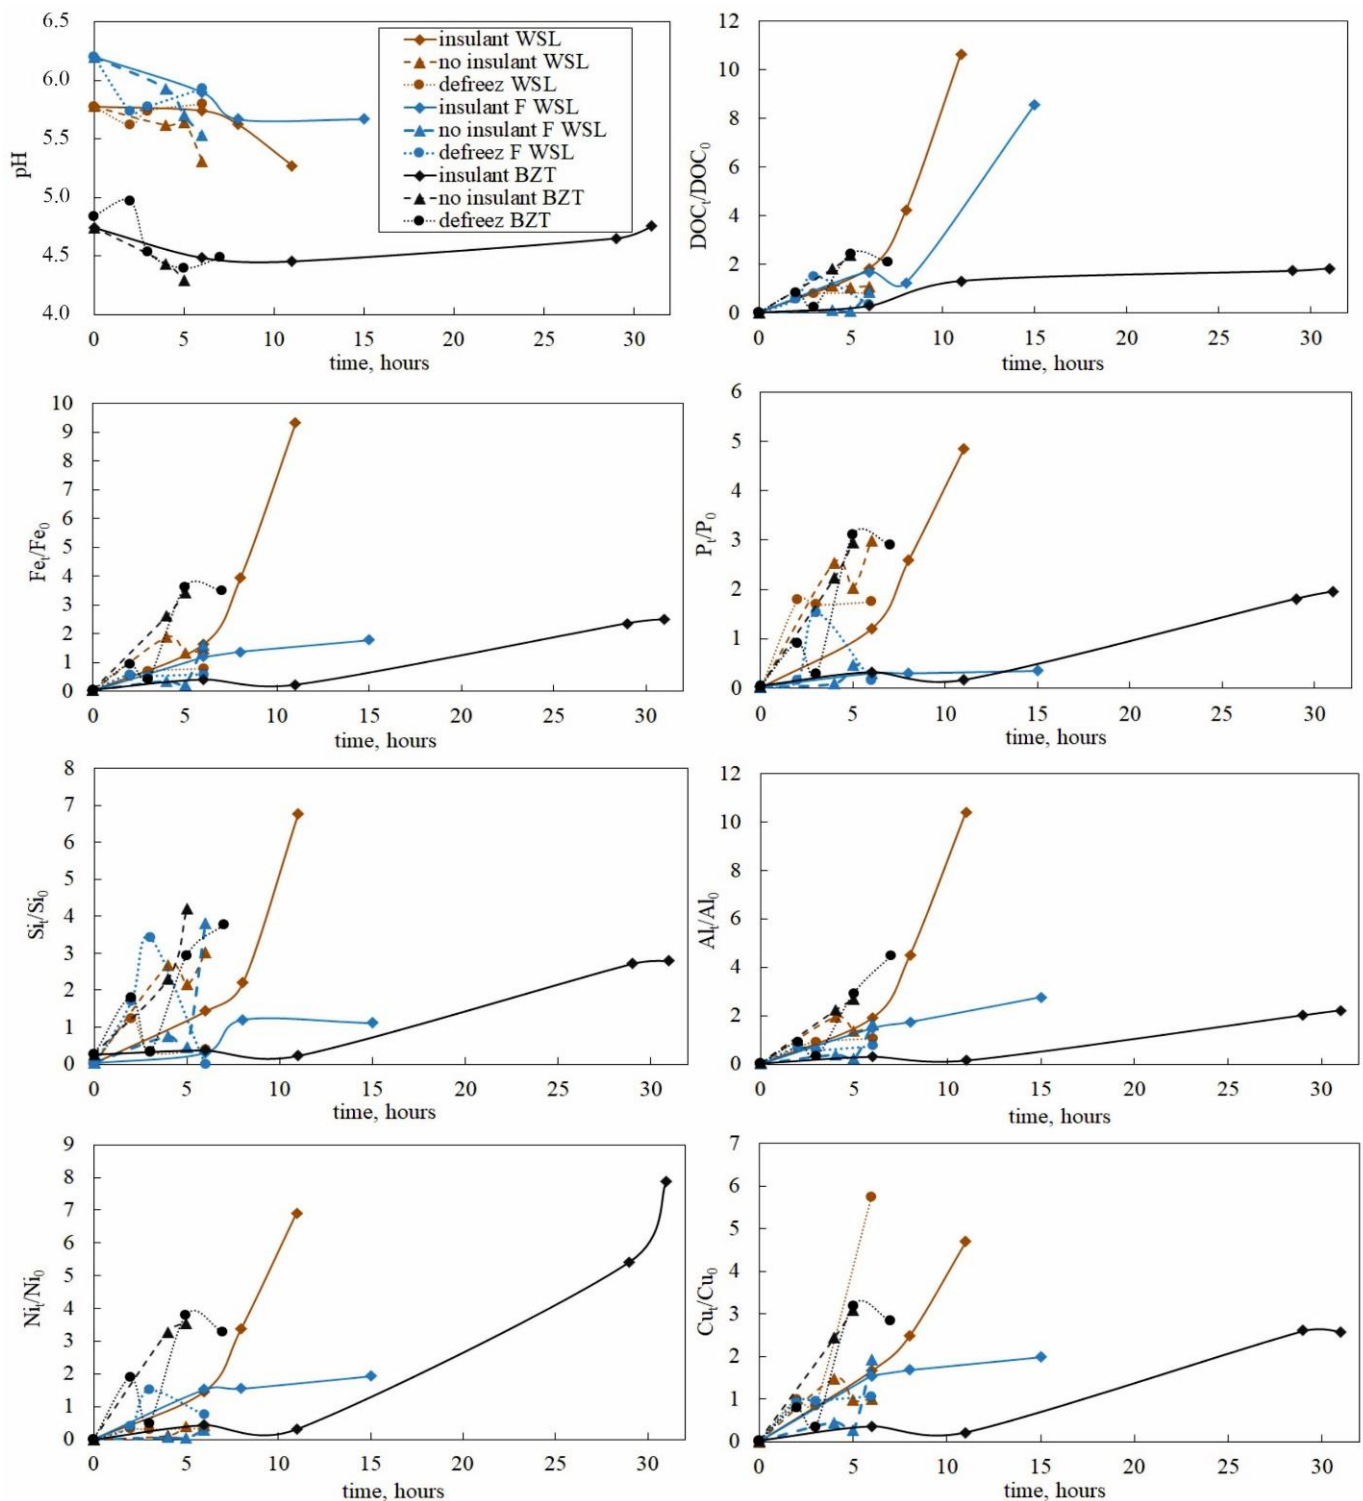 6.5
6.0
5.5
5.0
4.5
4.0
pH
0 5 10 15 20 25 30
time, hours
insulant WSL
no insulant WSL
defreez WSL
insulant F WSL
no insulant F WSL
defreez F WSL
insulant BZT
no insulant BZT
defreez BZT
12
10
8
6
4
2
0
DOCt/DOC0
0 5 10 15 20 25 30
time, hours
10
9
8
7
6
5
4
3
2
1
0
Fet/Fe0
0 5 10 15 20 25 30
time, hours
6
5
4
3
2
1
0
Pt/P0
0 5 10 15 20 25 30
time, hours
8
7
6
5
4
3
2
1
0
Sit/Si0
0 5 10 15 20 25 30
time, hours
12
10
8
6
4
2
0
Alt/Al0
0 5 10 15 20 25 30
time, hours
9
8
7
6
5
4
3
2
1
0
Nit/Ni0
0 5 10 15 20 25 30
time, hours
7
6
5
4
3
2
1
0
Cut/Cu0
0 5 10 15 20 25 30
time, hours